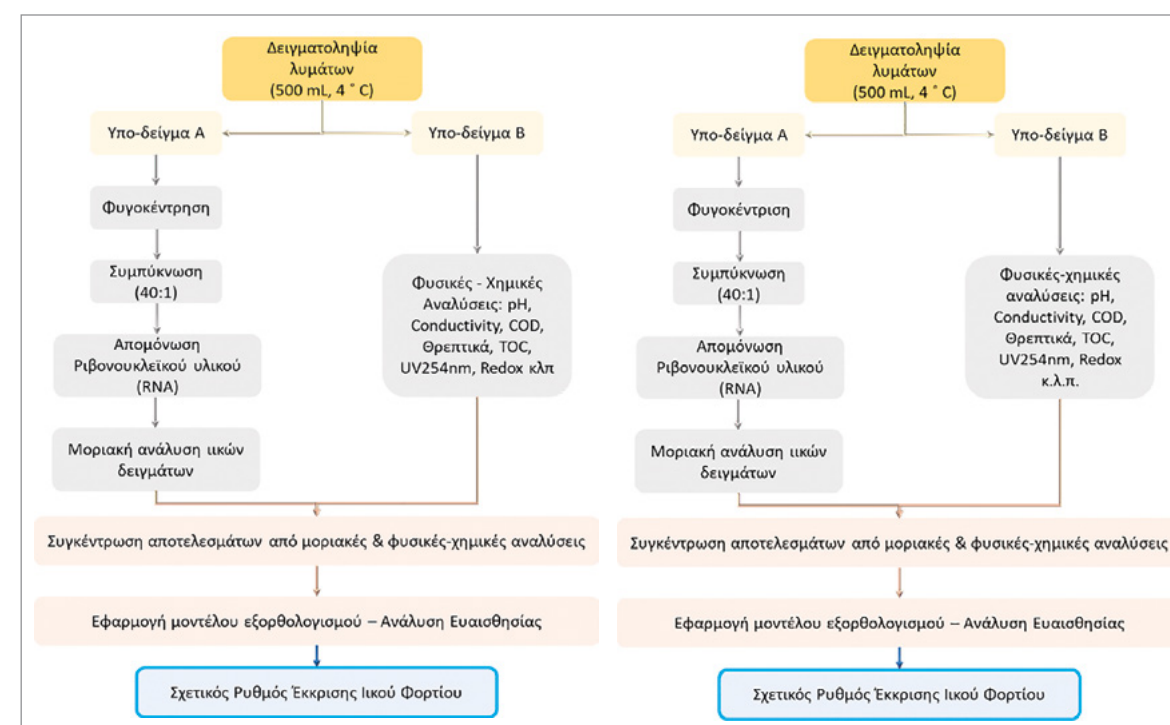 Δειγματοληψία
λυμάτων
(500 mL, 4 ˚ C)
Υπο-δείγμα Α
Υπο-δείγμα Β
Φυγοκέντρηση
Συμπύκνωση
(40:1)
Απομόνωση
Ριβονουκλεϊκού υλικού
(RNA)
Μοριακή ανάλυση ιικών
δειγμάτων
Φυσικές - Χημικές
Αναλύσεις: pH,
Conductivity, COD,
Θρεπτικά, TOC,
UV254nm, Redox κλπ
Συγκέντρωση αποτελεσμάτων από μοριακές & φυσικές-χημικές αναλύσεις
Εφαρμογή μοντέλου εξορθολογισμού – Ανάλυση Ευαισθησίας
Σχετικός Ρυθμός Έκκρισης Ιικού Φορτίου
Δειγματοληψία
λυμάτων
(500 mL, 4 ˚ C)
Υπο-δείγμα Α
Υπο-δείγμα Β
Φυγοκέντριση
Συμπύκνωση
(40:1)
Απομόνωση
Ριβονουκλεϊκού υλικού
(RNA)
Μοριακή ανάλυση ιικών
δειγμάτων
Φυσικές-χημικές
αναλύσεις: pH,
Conductivity, COD,
Θρεπτικά, TOC,
UV254nm, Redox
κ.λ.π.
Συγκέντρωση αποτελεσμάτων από μοριακές & φυσικές-χημικές αναλύσεις
Εφαρμογή μοντέλου εξορθολογισμού – Ανάλυση Ευαισθησίας
Σχετικός Ρυθμός Έκκρισης Ιικού Φορτίου